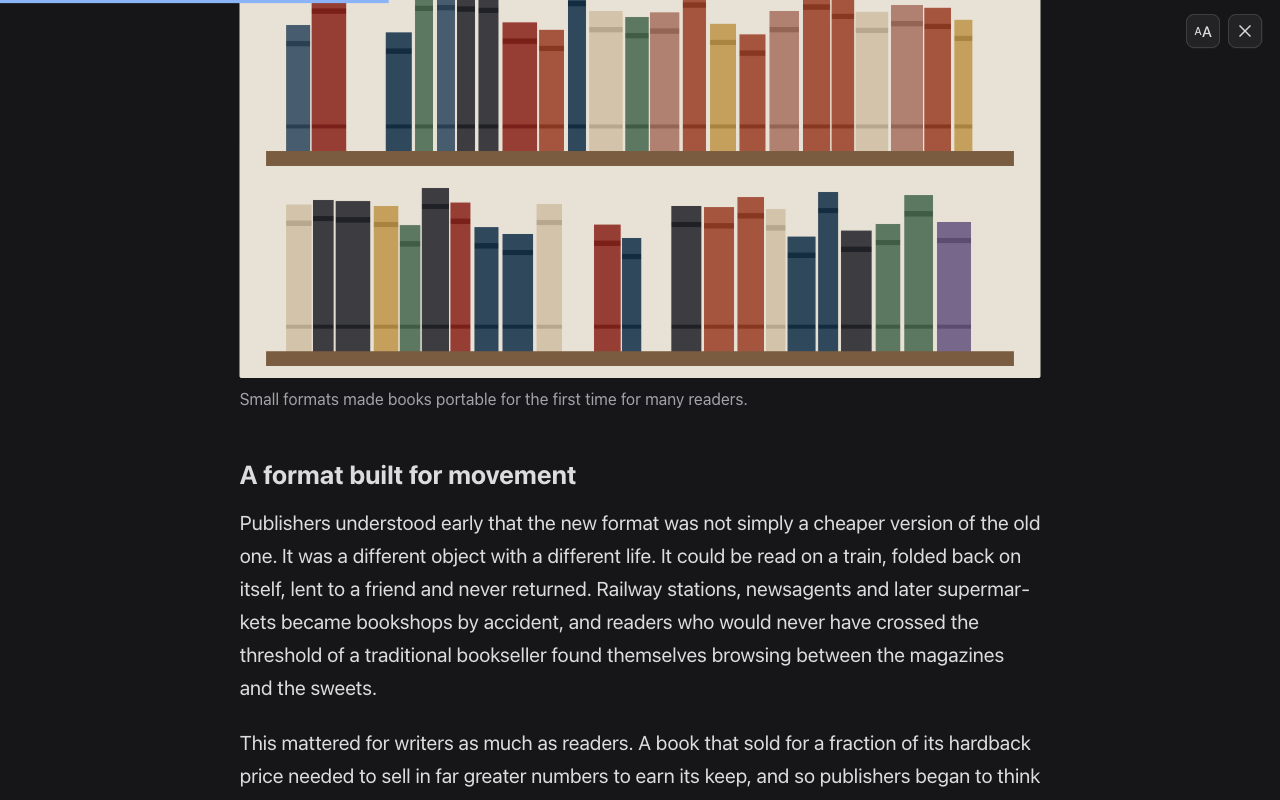 AA
Small formats made books portable for the first time for many readers.
A format built for movement
Publishers understood early that the new format was not simply a cheaper version of the old
one. It was a different object with a different life. It could be read on a train, folded back on
itself, lent to a friend and never returned. Railway stations, newsagents and later supermar-
kets became bookshops by accident, and readers who would never have crossed the
threshold of a traditional bookseller found themselves browsing between the magazines
and the sweets.
This mattered for writers as much as readers. A book that sold for a fraction of its hardback
price needed to sell in far greater numbers to earn its keep, and so publishers began to think